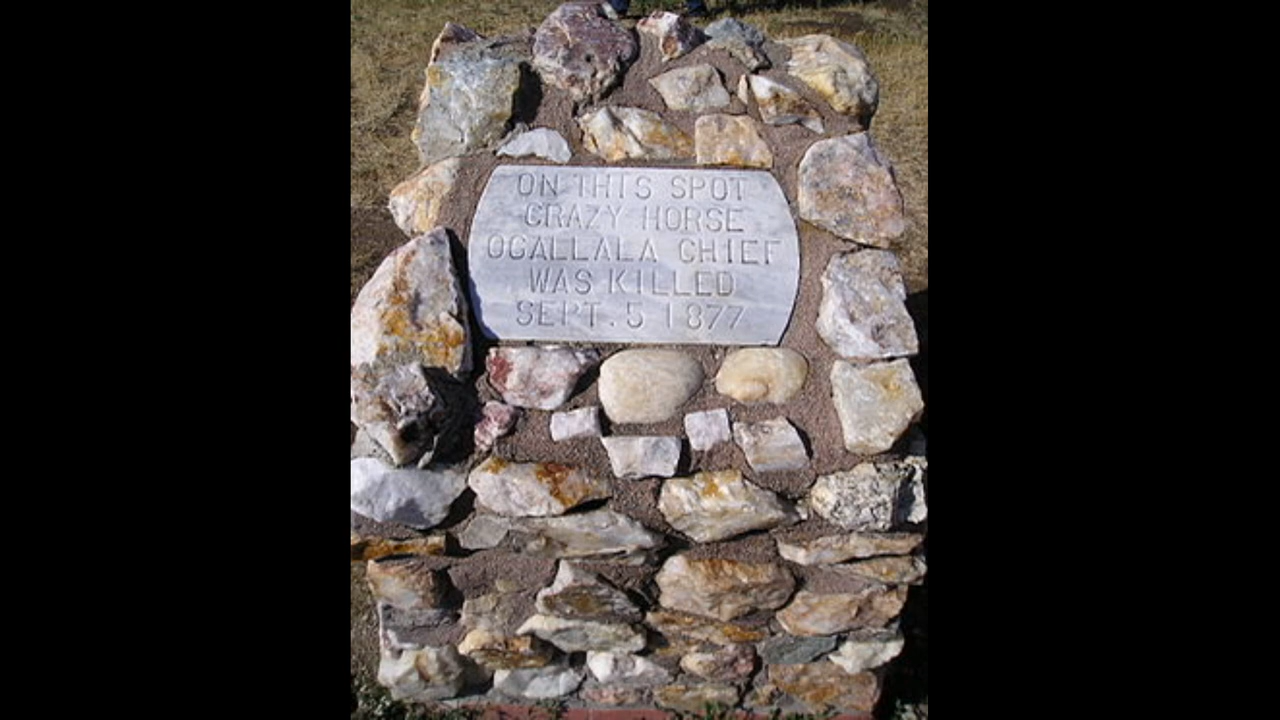 ON THIS SPOT
CRAZY HORSE
OGALLALA CHIEF
WAS KILLED
SEPT. 5 1877